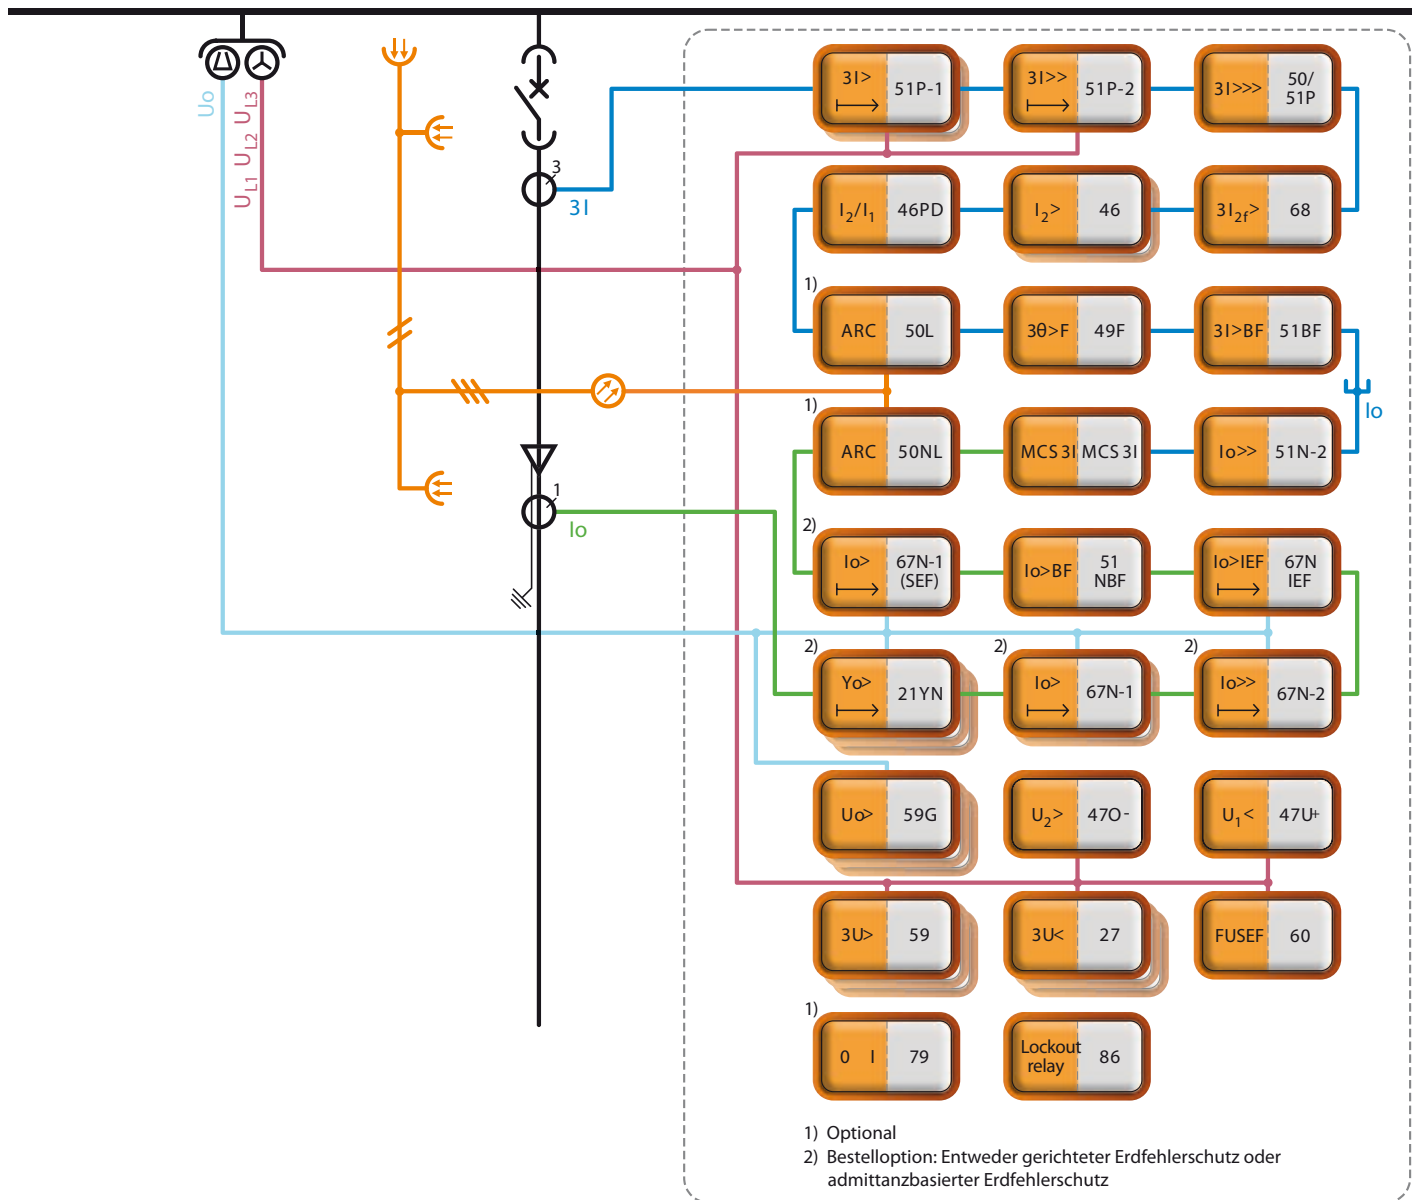 Uo
UL1 UL2 UL3
3
3I
1
Io
3I> 51P-1
3I>> 51P-2
3I>>> 50/
51P
I2/I1 46PD
I2> 46
3I2f> 68
1)
ARC 50L
3θ>F 49F
3I>BF 51BF
Io
1)
ARC 50NL
MCS 3I MCS 3I
Io>> 51N-2
2)
Io> 67N-1
(SEF)
Io>BF 51
NBF
Io>IEF 67N
IEF
2)
Yo> 21YN
2)
Io> 67N-1
2)
Io>> 67N-2
Uo> 59G
U2> 47O-
U1< 47U+
3U> 59
3U< 27
FUSEF 60
1)
0 I 79
Lockout
relay 86
1) Optional
2) Bestelloption: Entweder gerichteter Erdfehlerschutz oder
admittanzbasierter Erdfehlerschutz